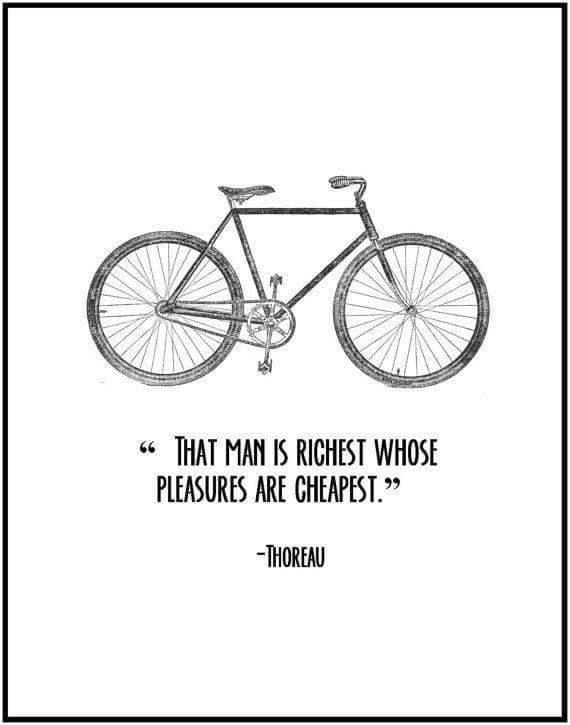 “ THAT MAN IS RICHEST WHOSE
PLEASURES ARE CHEAPEST.”
-THOREAU